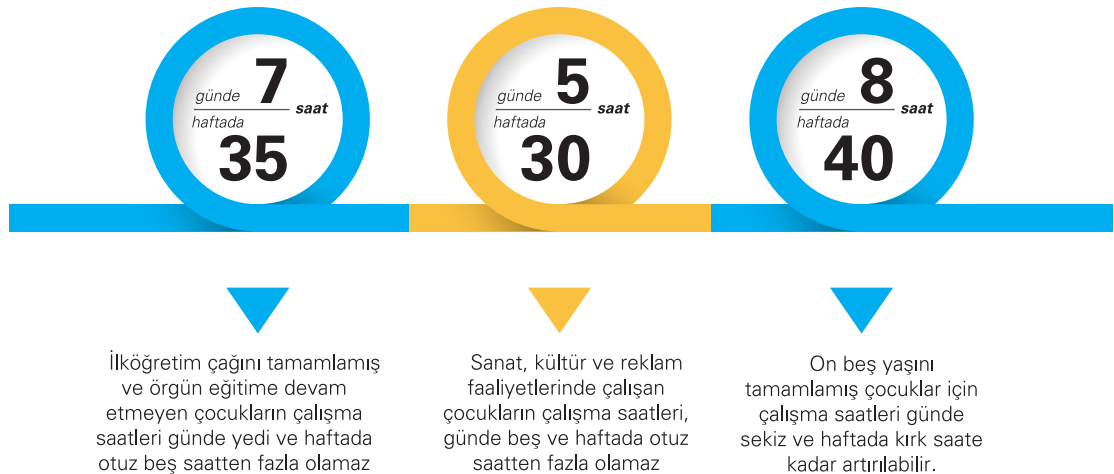 günde 7 saat
haftada 35
günde 5 saat
haftada 30
günde 8 saat
haftada 40
İlköğretim çağını tamamlamış
ve örgün eğitime devam
etmeyen çocukların çalışma
saatleri günde yedi ve haftada
otuz beş saatten fazla olamaz
Sanat, kültür ve reklam
faaliyetlerinde çalışan
çocukların çalışma saatleri,
günde beş ve haftada otuz
saatten fazla olamaz
On beş yaşını
tamamlamış çocuklar için
çalışma saatleri günde
sekiz ve haftada kırk saate
kadar artırılabilir.